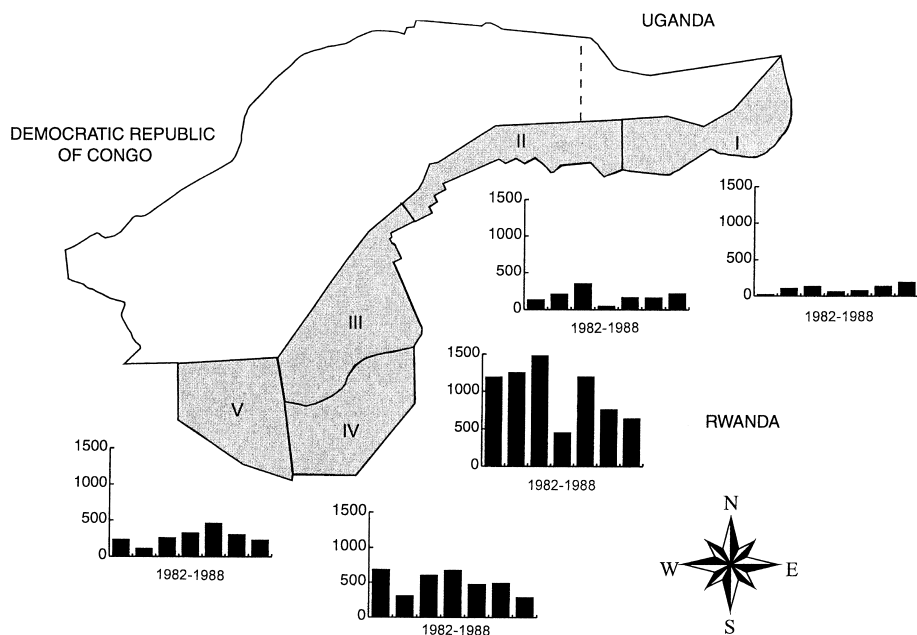 UGANDA
DEMOCRATIC REPUBLIC
OF CONGO
II
I
1500
1000
500
0
1982-1988
1500
1000
500
0
1982-1988
III
1500
1000
500
0
1982-1988
RWANDA
V
IV
1500
1000
500
0
1982-1988
1500
1000
500
0
1982-1988
N
W
E
S